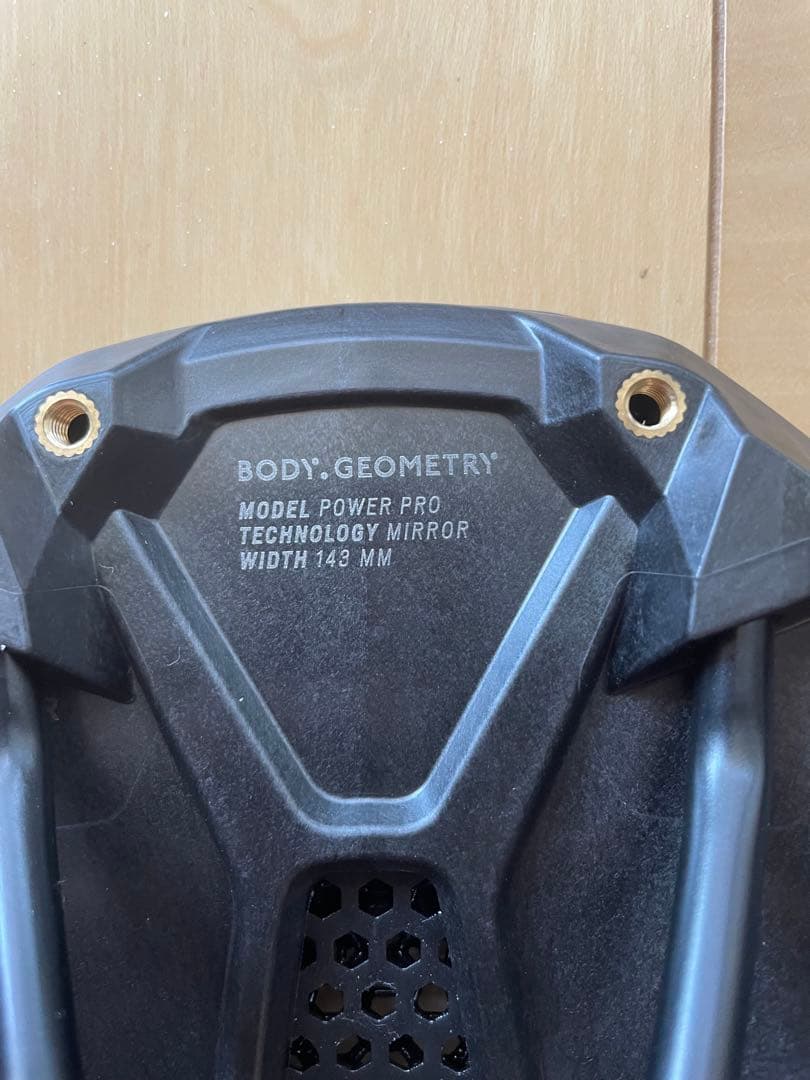 BODY. GEOMETRY
MODEL POWER PRO
TECHNOLOGY MIRROR
WIDTH 143 MM